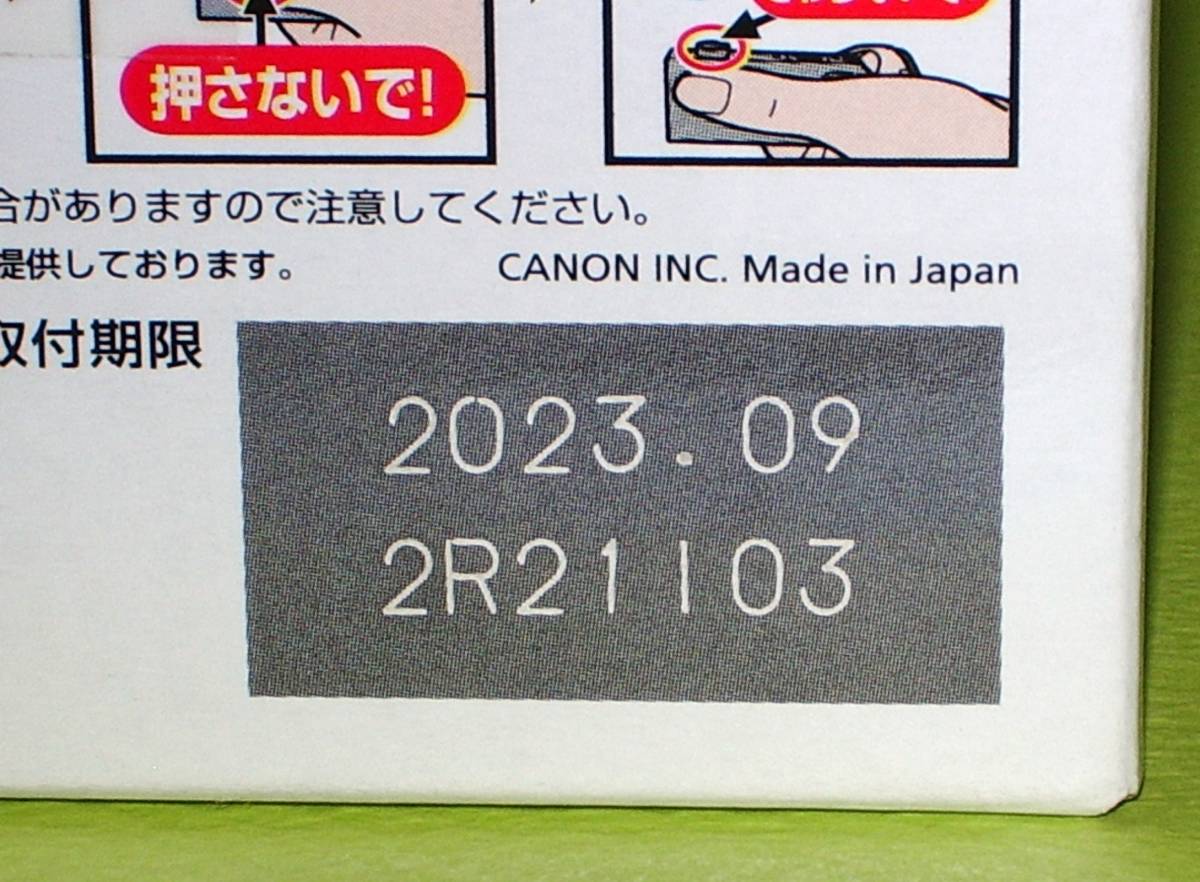 押さないで!
合がありますので注意してください。
提供しております。
CANON INC. Made in Japan
取付期限
2023.09
2R21I03